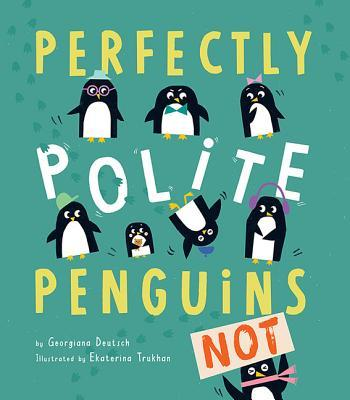 PERFECTLY
POLiTE
PENGUiNS
by Georgiana Deutsch
Illustrated by Ekaterina Trukhan
NOT